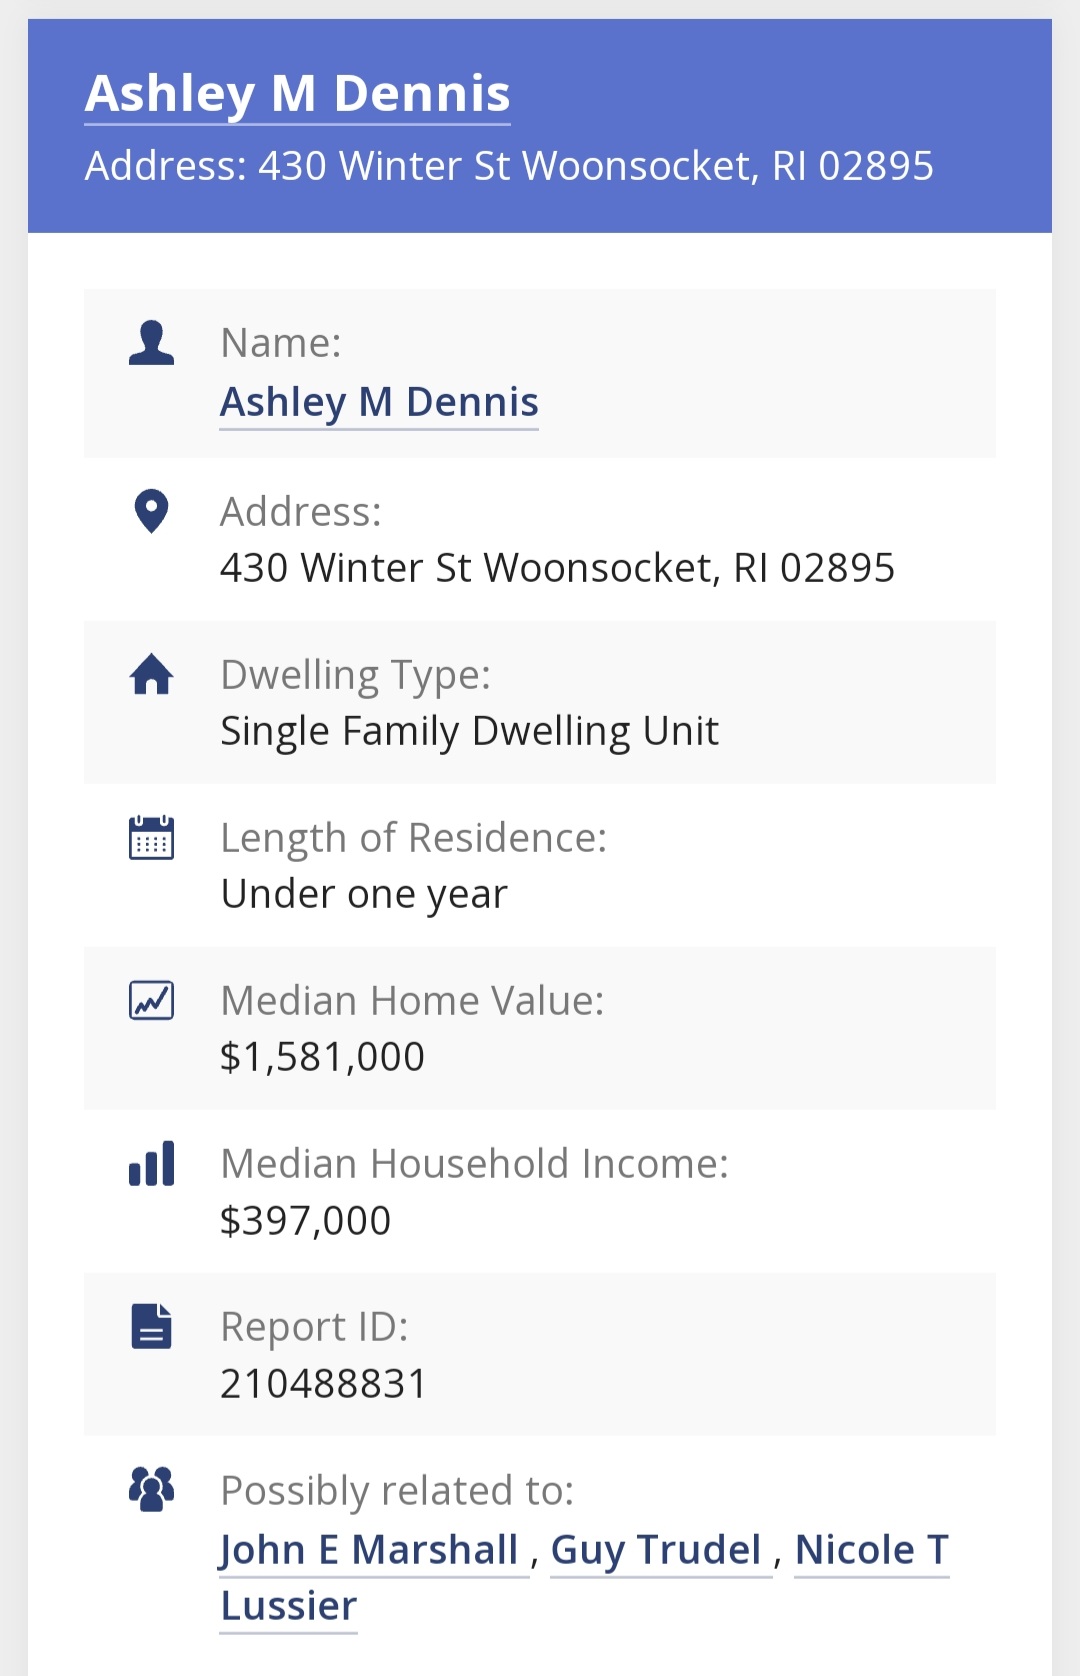 Ashley M Dennis
Address: 430 Winter St Woonsocket, RI 02895
Name:
Ashley M Dennis
Address:
430 Winter St Woonsocket, RI 02895
Dwelling Type:
Single Family Dwelling Unit
Length of Residence:
Under one year
Median Home Value:
$1,581,000
Median Household Income:
$397,000
Report ID:
210488831
Possibly related to:
John E Marshall , Guy Trudel , Nicole T
Lussier